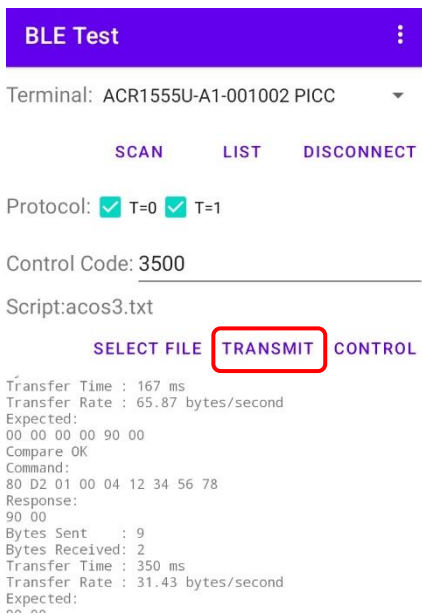 BLE Test
Terminal: ACR1555U-A1-001002 PICC
SCAN LIST DISCONNECT
Protocol: T=0 T=1
Control Code: 3500
Script:acos3.txt
SELECT FILE TRANSMIT CONTROL
Transfer Time : 167 ms
Transfer Rate : 65.87 bytes/second
Expected:
00 00 00 00 90 00
Compare OK
Command:
80 D2 01 00 04 12 34 56 78
Response:
90 00
Bytes Sent    : 9
Bytes Received: 2
Transfer Time : 350 ms
Transfer Rate : 31.43 bytes/second
Expected: